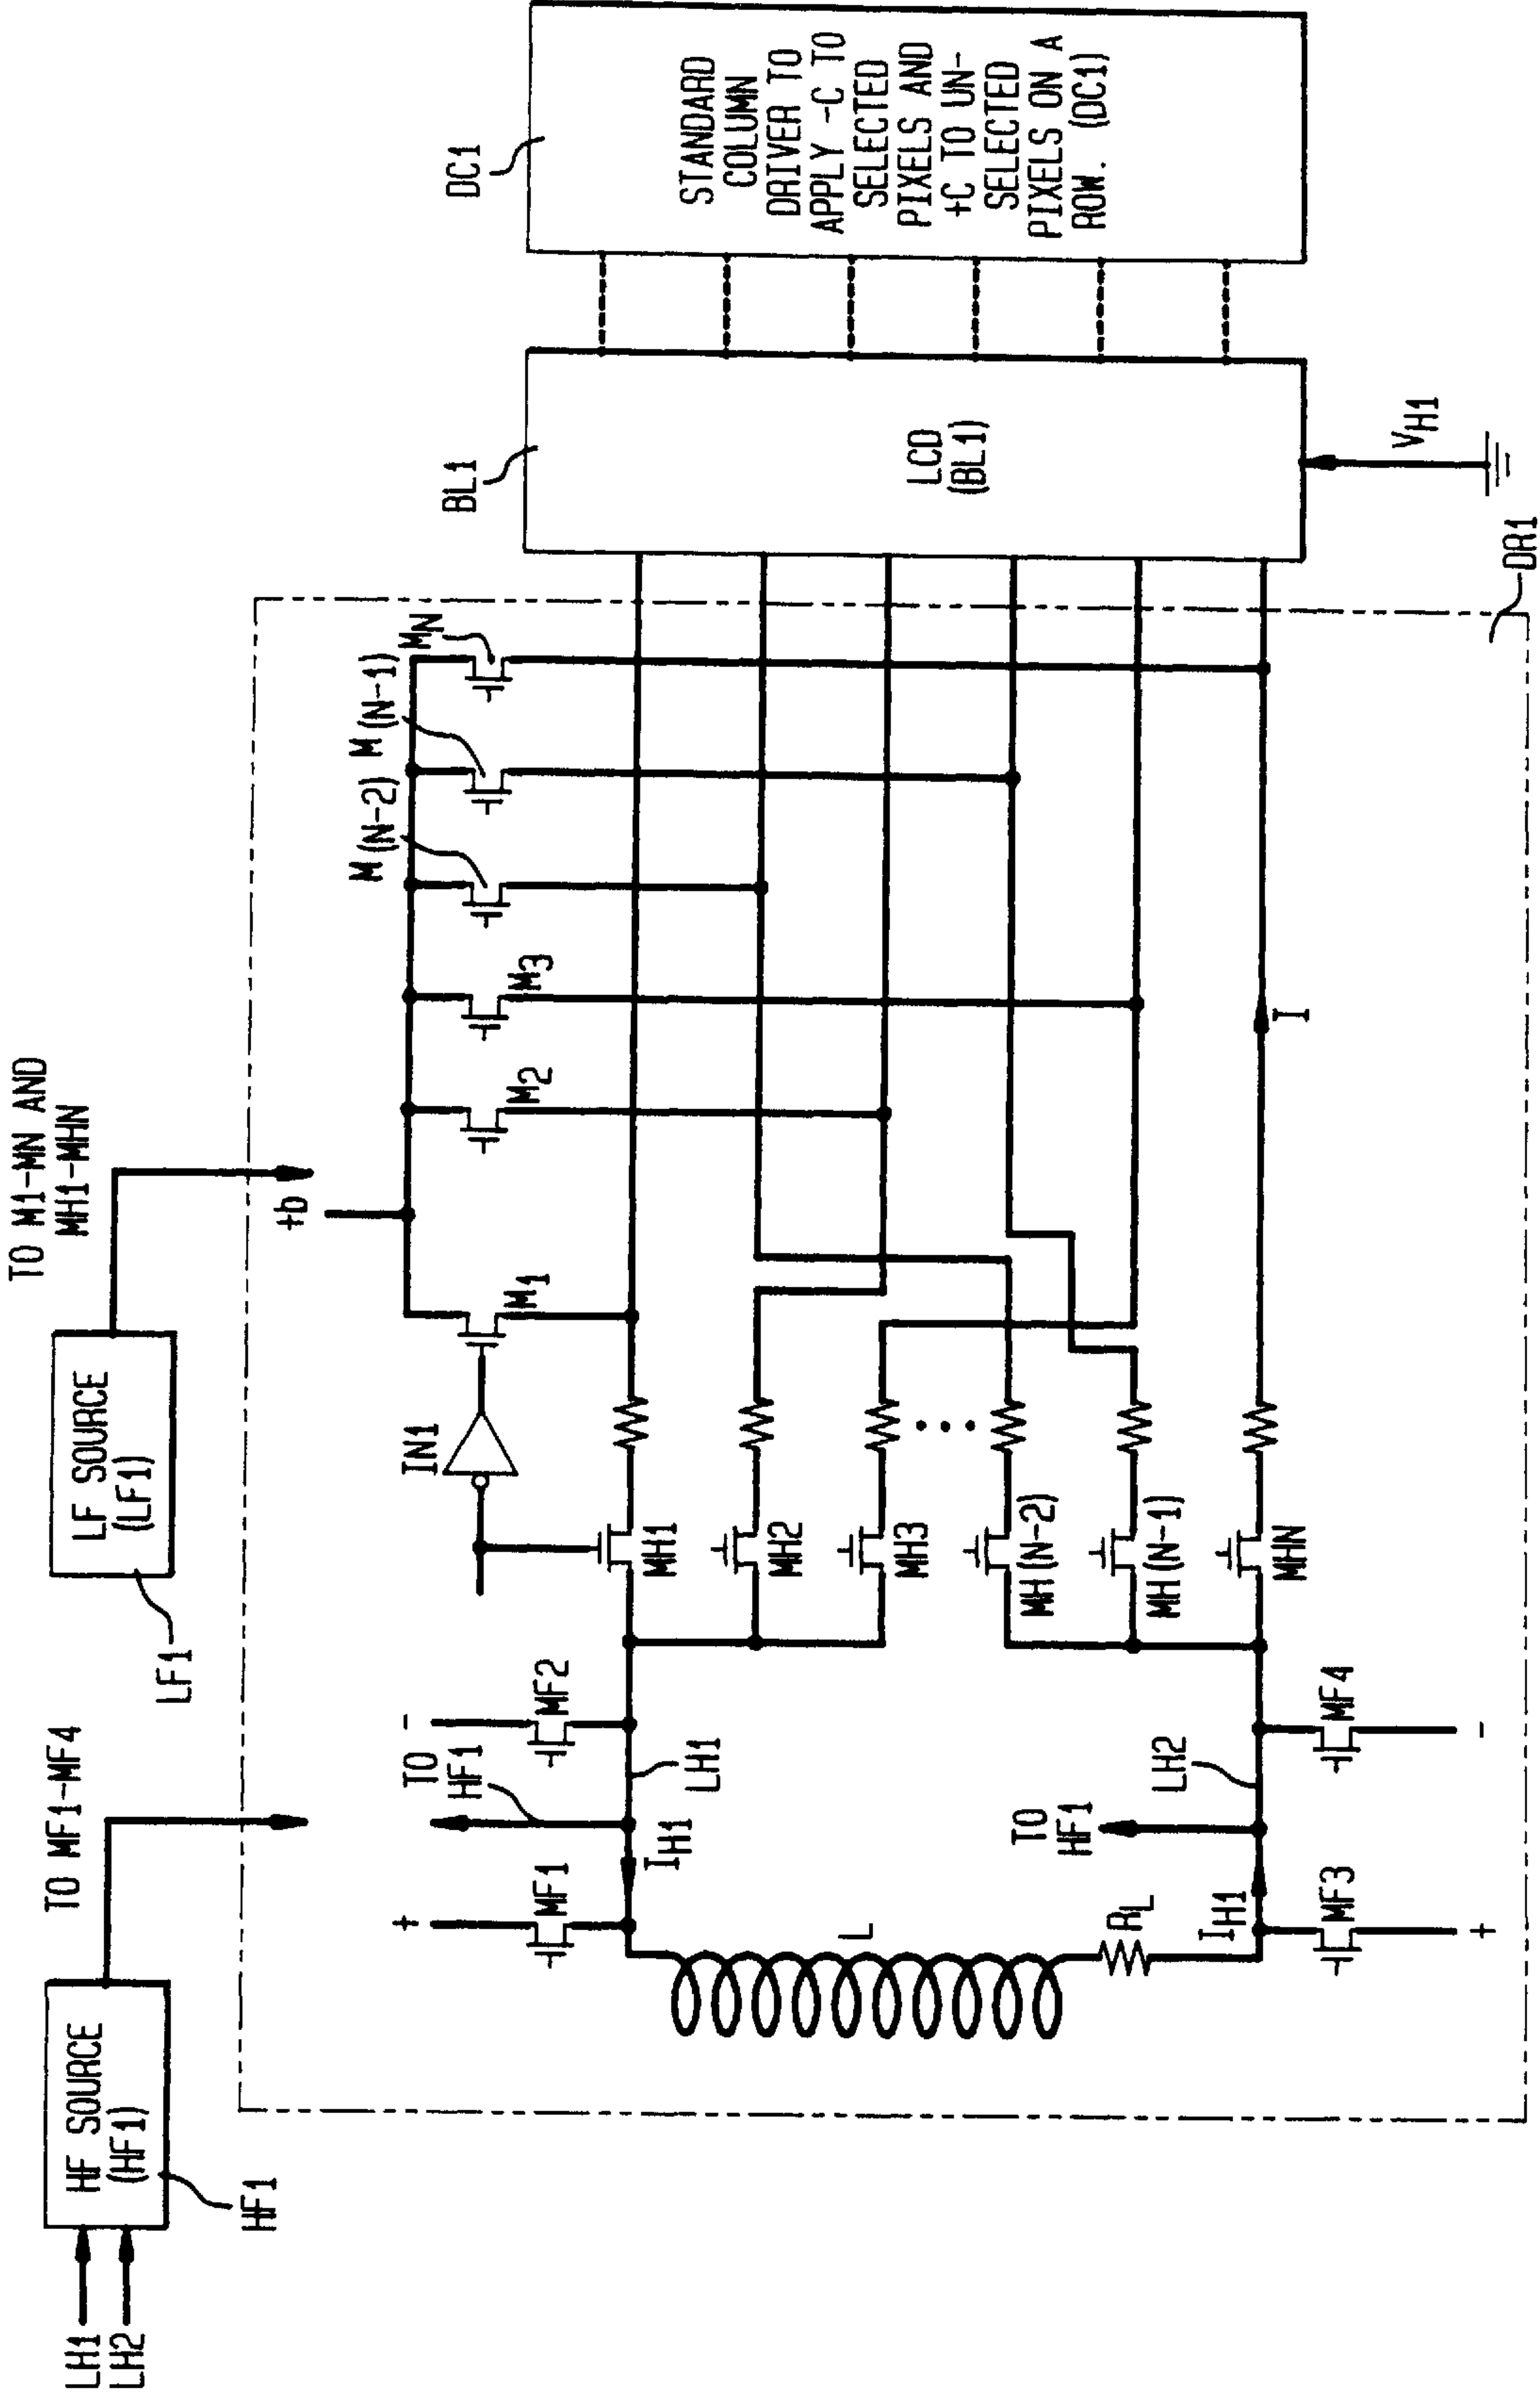 LH1
LH2
HF SOURCE
(HF1)
HF1
TO MF1-MF4
LF SOURCE
(LF1)
LF1
TO M1-MN AND
MH1-MHN
+b
+
MF1
-
MF2
TO
HF1
IH1
LH1
L
RL
IH1
TO
HF1
LH2
MF3
+
MF4
-
IN1
MH1
MH2
MH3
MH(N-2)
MH(N-1)
MHN
M1
M2
M3
M(N-2)
M(N-1)
MN
I
DR1
BL1
LCD
(BL1)
VH1
DC1
STANDARD
COLUMN
DRIVER TO
APPLY -C TO
SELECTED
PIXELS AND
+C TO UN-
SELECTED
PIXELS ON A
ROW. (DC1)